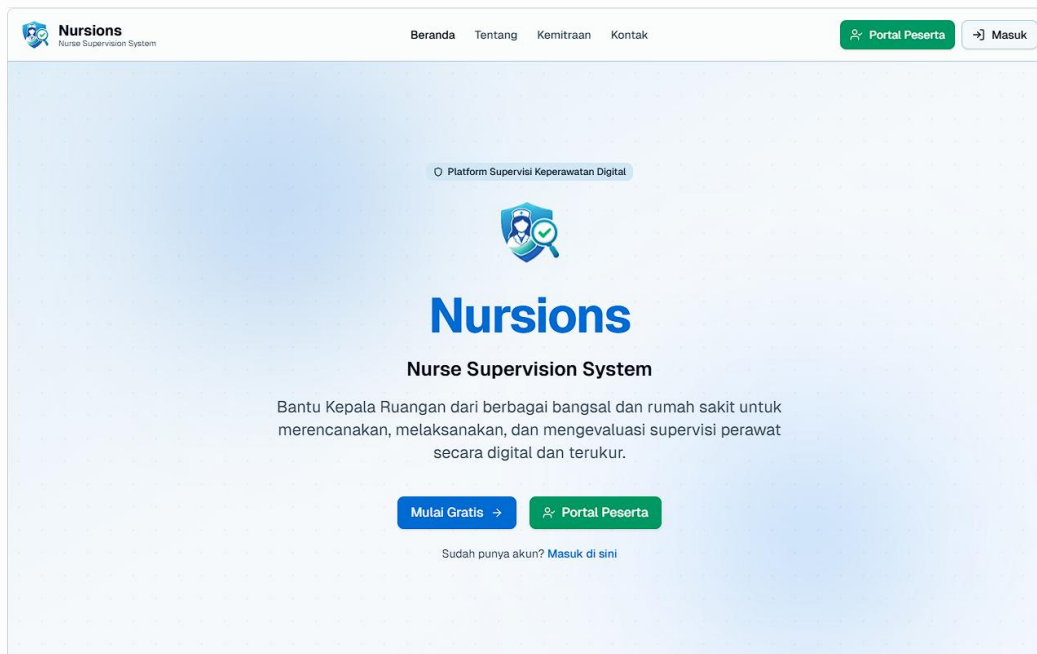 Nursions
Nurse Supervision System
Beranda
Tentang
Kemitraan
Kontak
Portal Peserta
Masuk
Platform Supervisi Keperawatan Digital
Nursions
Nurse Supervision System
Bantu Kepala Ruangan dari berbagai bangsal dan rumah sakit untuk
merencanakan, melaksanakan, dan mengevaluasi supervisi perawat
secara digital dan terukur.
Mulai Gratis →
Portal Peserta
Sudah punya akun? Masuk di sini